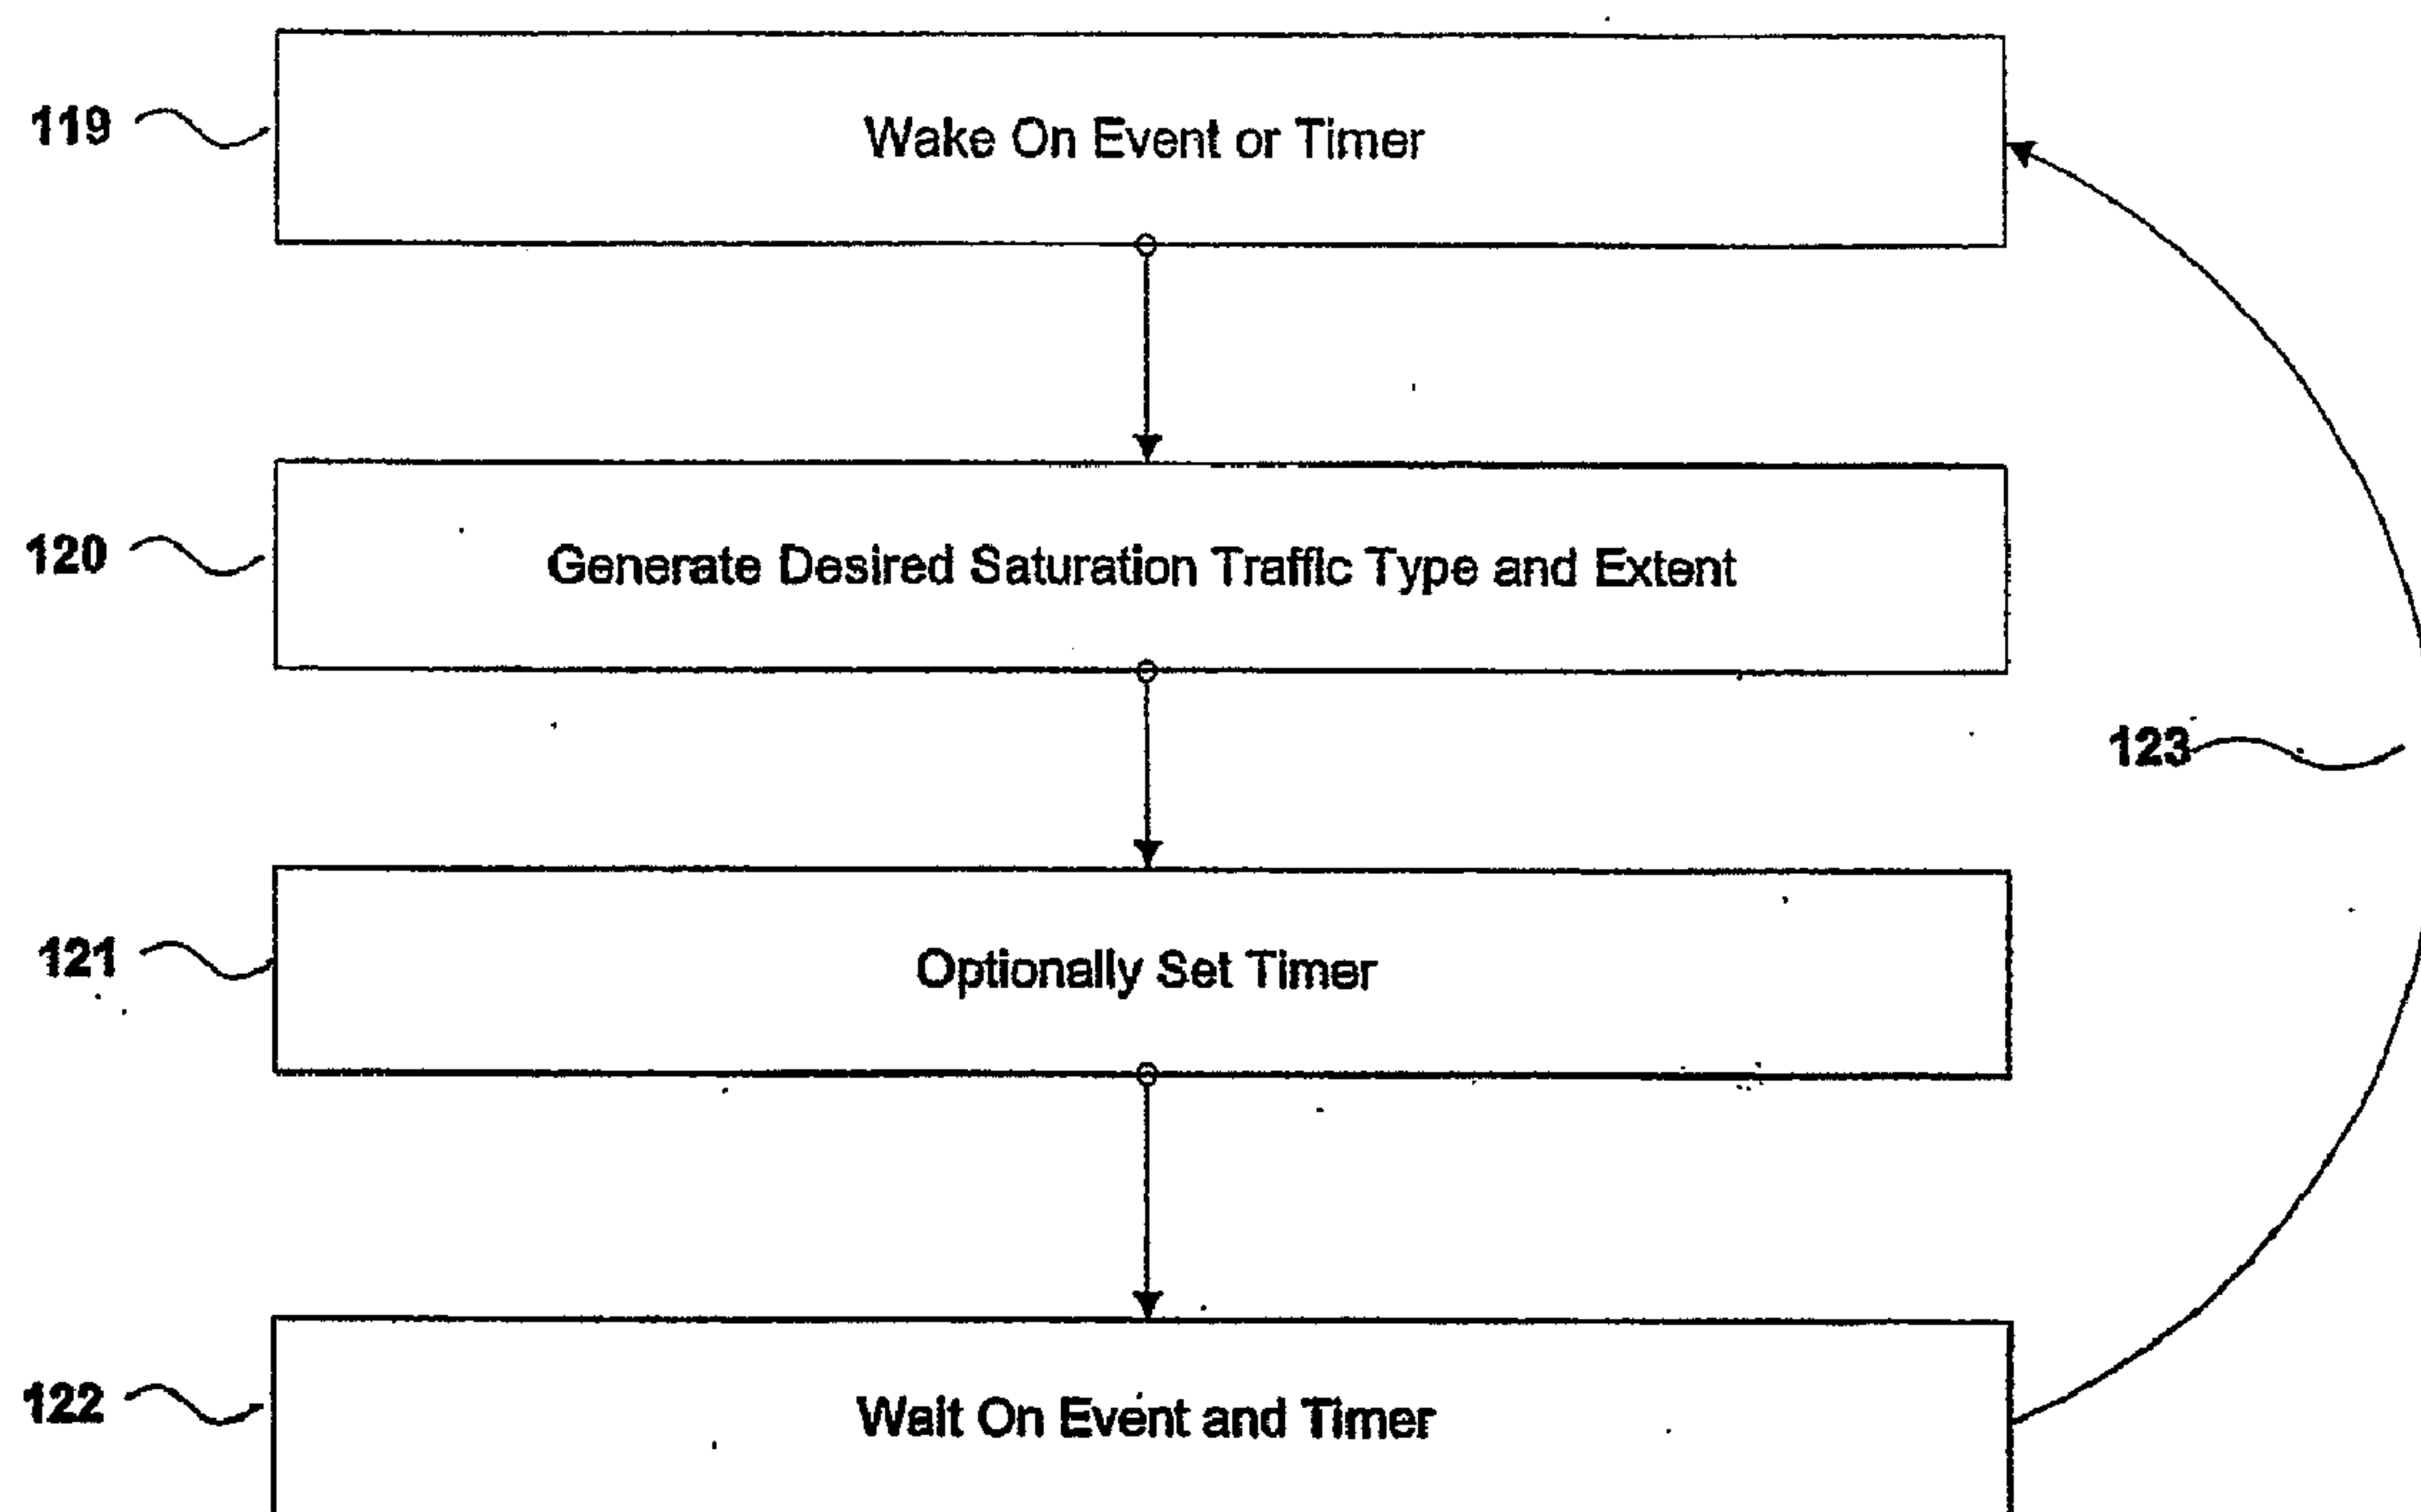 119
Wake On Event or Timer
120
Generate Desired Saturation Traffic Type and Extent
123
121
Optionally Set Timer
122
Wait On Event and Timer